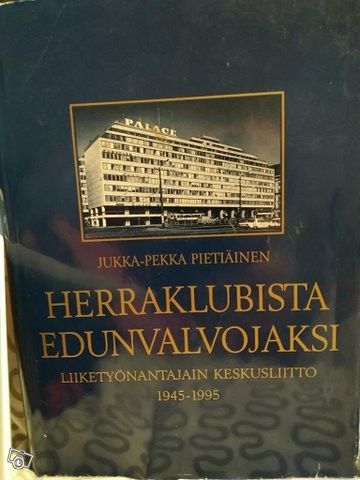 PALACE
JUKKA-PEKKA PIETIÄINEN
HERRAKLUBISTA
EDUNVALVOJAKSI
LIIKETYÖNANTAJAIN KESKUSLIITTO
1945-1995